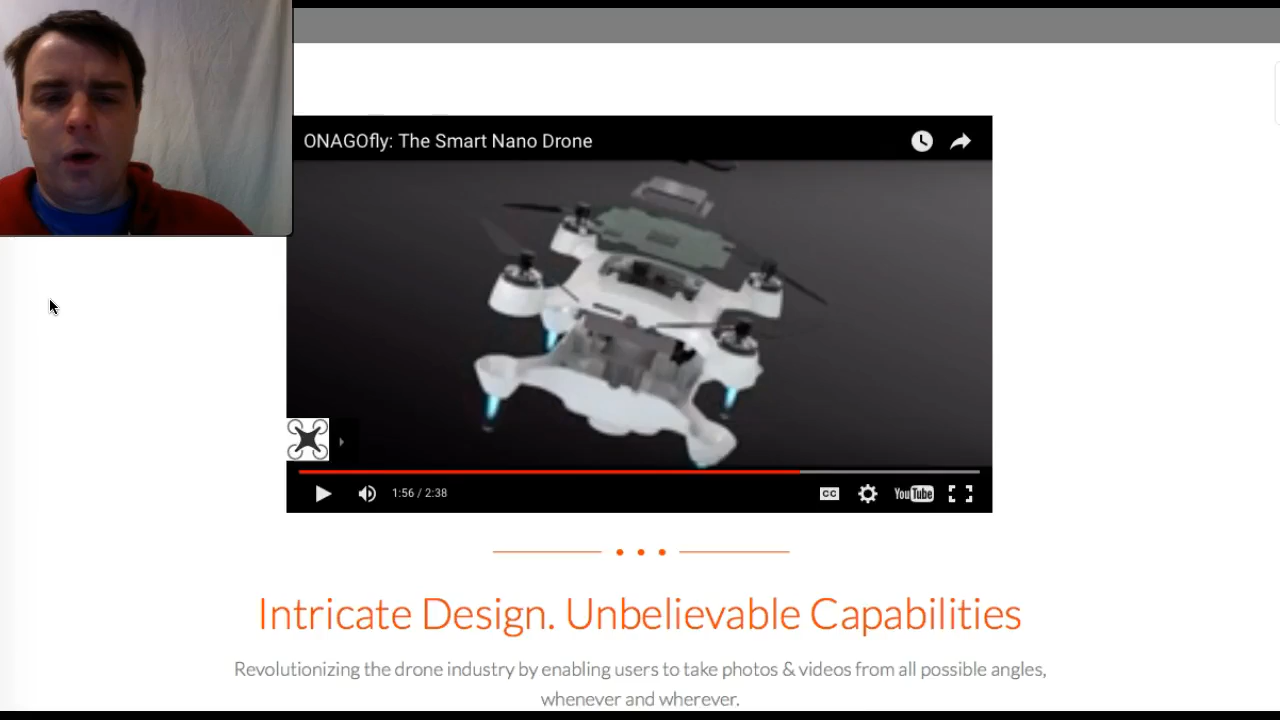 ONAGOfly: The Smart Nano Drone
1:56 / 2:38
CC
YouTube
Intricate Design. Unbelievable Capabilities
Revolutionizing the drone industry by enabling users to take photos & videos from all possible angles,
whenever and wherever.